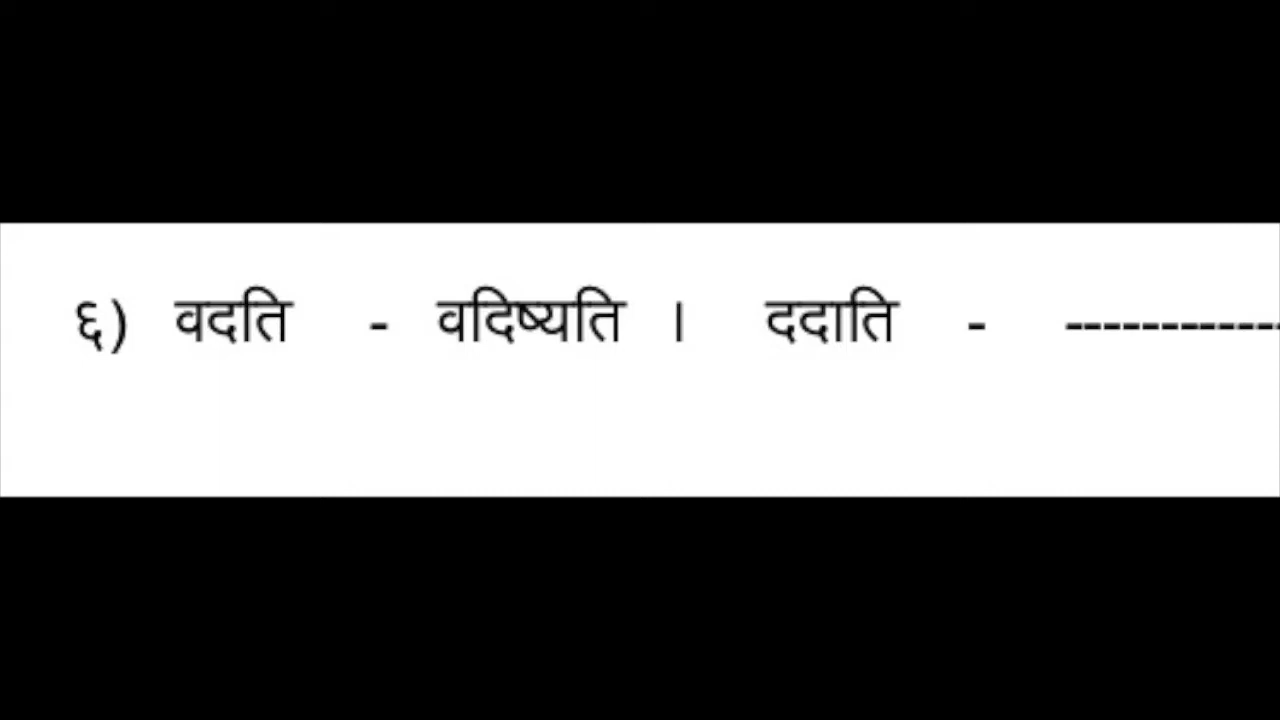 ६) वदति - वदिष्यति । ददाति - ------------